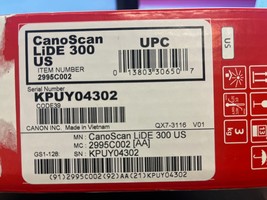 CanoScan
LiDE 300
US
UPC
ITEM NUMBER
2995C002
0 13803 30650 7
Serial Number
KPUY04302
CODE39
CANON INC. Made in Vietnam
QX7-3116 V01
MN : CanoScan LiDE 300 US
MC : 2995C002 [AA]
GS1-128: SN : KPUY04302
(91)2995C002(92)AA(21)KPUY04302
US
3
kg